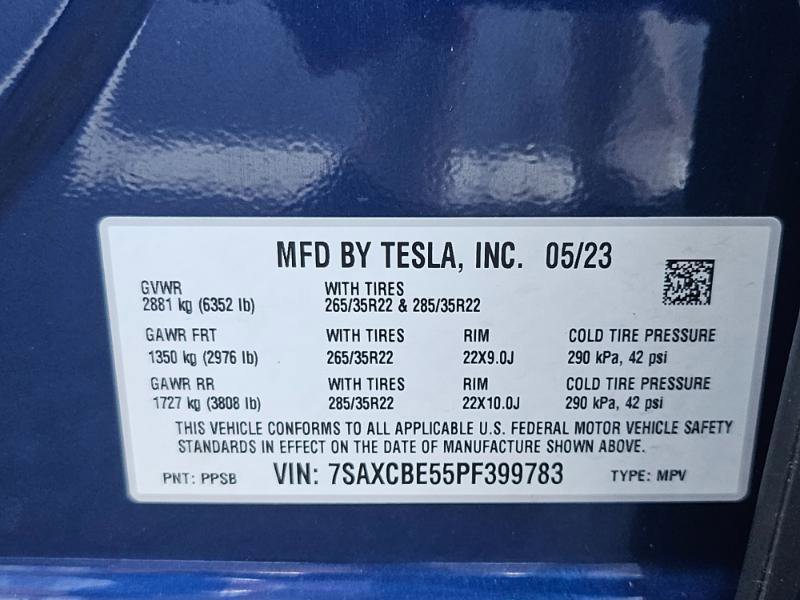 MFD BY TESLA, INC. 05/23
GVWR WITH TIRES
2881 kg (6352 lb) 265/35R22 & 285/35R22
GAWR FRT WITH TIRES RIM COLD TIRE PRESSURE
1350 kg (2976 lb) 265/35R22 22X9.0J 290 kPa, 42 psi
GAWR RR WITH TIRES RIM COLD TIRE PRESSURE
1727 kg (3808 lb) 285/35R22 22X10.0J 290 kPa, 42 psi
THIS VEHICLE CONFORMS TO ALL APPLICABLE U.S. FEDERAL MOTOR VEHICLE SAFETY
STANDARDS IN EFFECT ON THE DATE OF MANUFACTURE SHOWN ABOVE.
PNT: PPSB VIN: 7SAXCBE55PF399783 TYPE: MPV